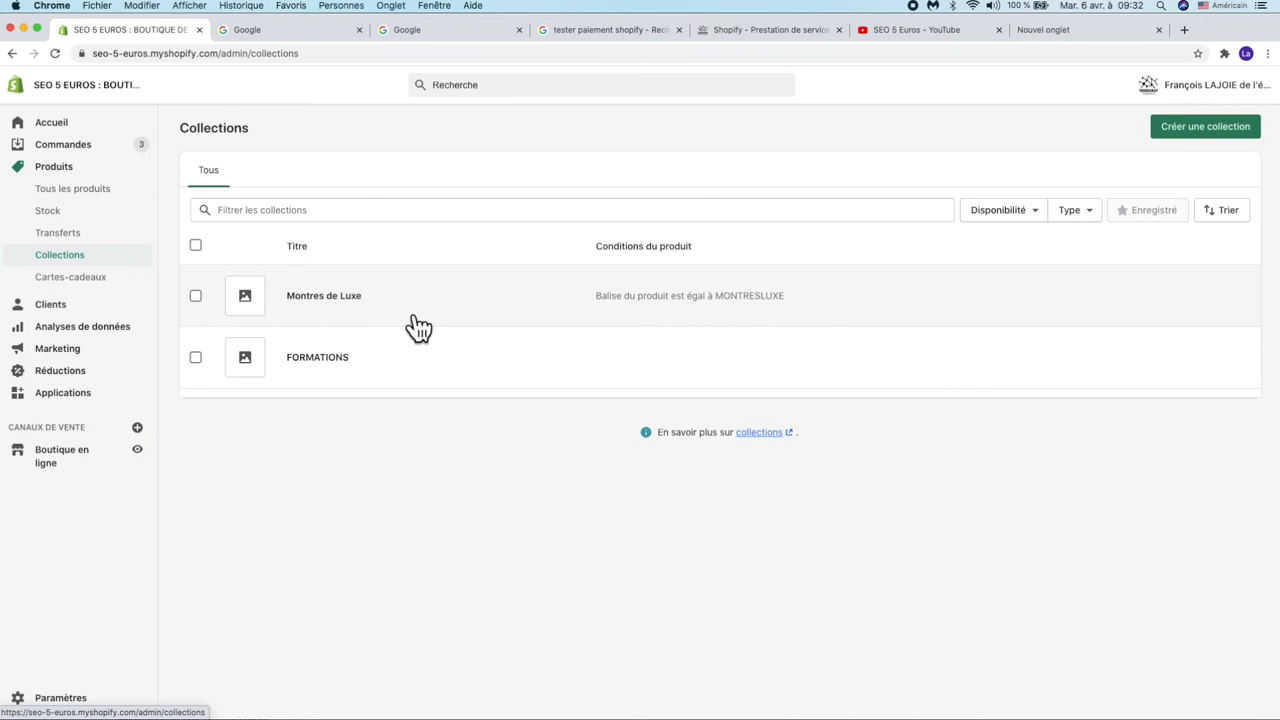 Chrome Fichier Modifier Afficher Historique Favoris Personnes Onglet Fenêtre Aide 100 % Mar. 6 avr. à 09:32 Américain
SEO 5 EUROS : BOUTIQUE DE Google Google tester paiement shopify - Rech Shopify - Prestation de service SEO 5 Euros - YouTube Nouvel onglet
seo-5-euros.myshopify.com/admin/collections La
SEO 5 EUROS : BOUTI... Recherche François LAJOIE de l'é...
Accueil
Commandes 3
Produits
Tous les produits
Stock
Transferts
Collections
Cartes-cadeaux
Clients
Analyses de données
Marketing
Réductions
Applications
CANAUX DE VENTE
Boutique en
ligne
Paramètres
https://seo-5-euros.myshopify.com/admin/collections
Collections Créer une collection
Tous
Filtrer les collections Disponibilité Type Enregistré Trier
Titre Conditions du produit
Montres de Luxe Balise du produit est égal à MONTRESLUXE
FORMATIONS
En savoir plus sur collections .